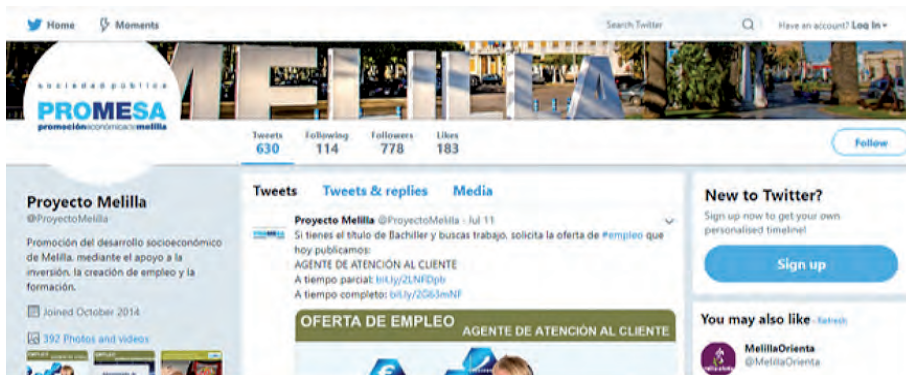 Home Moments Search Twitter Have an account? Log In
MELILLA
sociedad pública
PROMESA
promocióneconómicademelilla
Tweets Following Followers Likes
630 114 778 183
Follow
Proyecto Melilla
@ProyectoMelilla
Promoción del desarrollo socioeconómico
de Melilla, mediante el apoyo a la
inversión, la creación de empleo y la
formación.
Joined October 2014
392 Photos and videos
Tweets Tweets & replies Media
Proyecto Melilla @ProyectoMelilla · Jul 11
Si tienes el título de Bachiller y buscas trabajo, solicita la oferta de #empleo que
hoy publicamos:
AGENTE DE ATENCIÓN AL CLIENTE
A tiempo parcial: bit.ly/2LNFDpb
A tiempo completo: bit.ly/2G63mNF
OFERTA DE EMPLEO
AGENTE DE ATENCIÓN AL CLIENTE
New to Twitter?
Sign up now to get your own
personalised timeline!
Sign up
You may also like · Refresh
MelillaOrienta
@MelillaOrienta